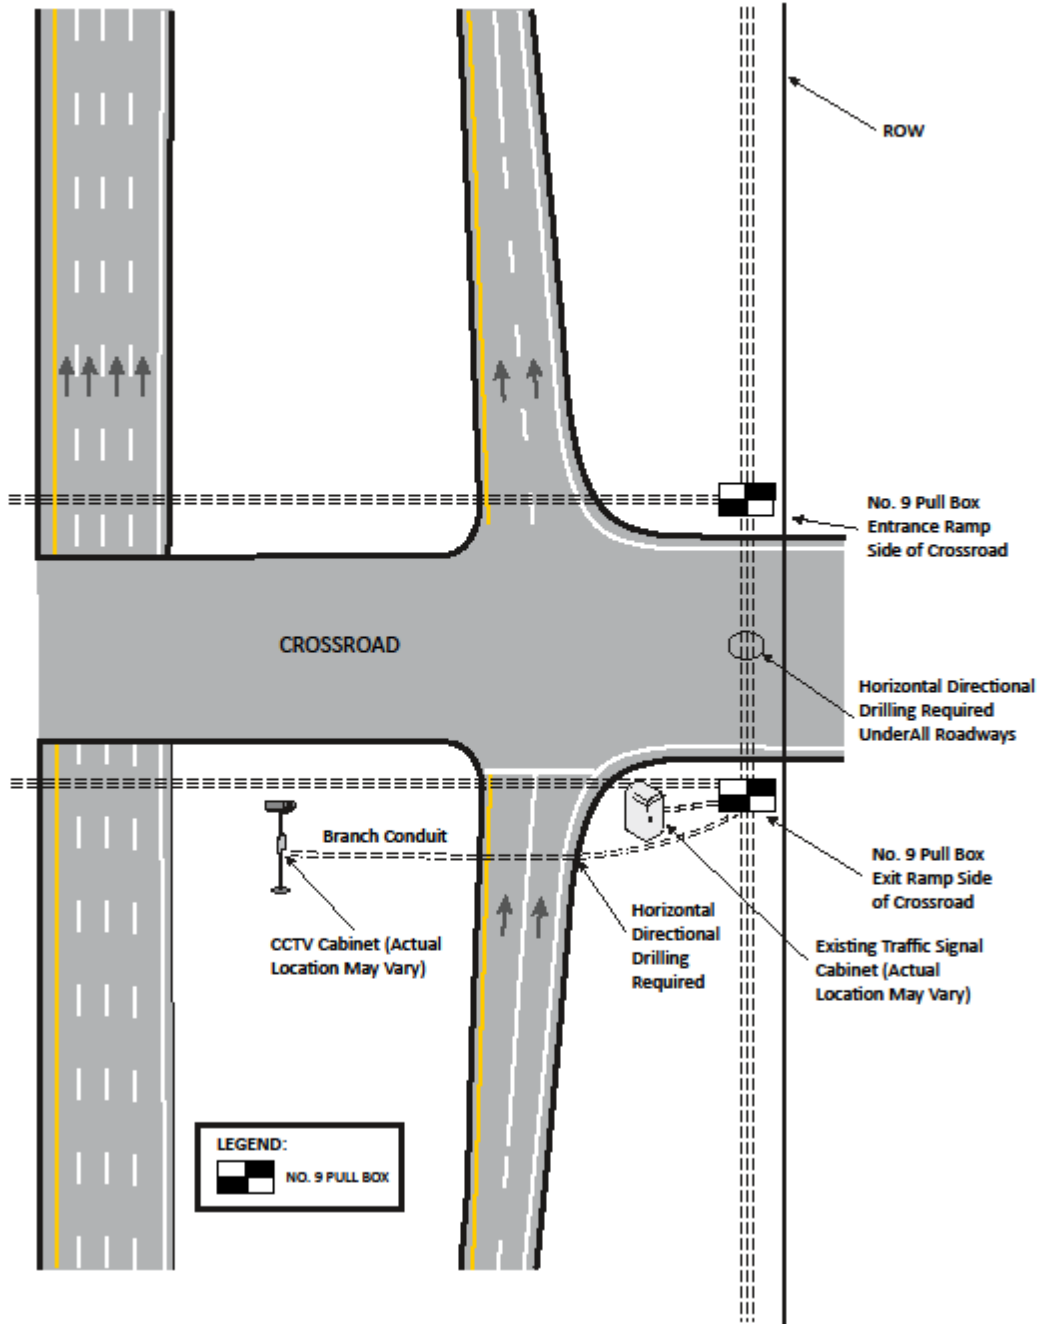 ROW
No. 9 Pull Box
Entrance Ramp
Side of Crossroad
CROSSROAD
Horizontal Directional
Drilling Required
UnderAll Roadways
Branch Conduit
No. 9 Pull Box
Exit Ramp Side
of Crossroad
CCTV Cabinet (Actual
Location May Vary)
Horizontal
Directional
Drilling
Required
Existing Traffic Signal
Cabinet (Actual
Location May Vary)
LEGEND:
NO. 9 PULL BOX